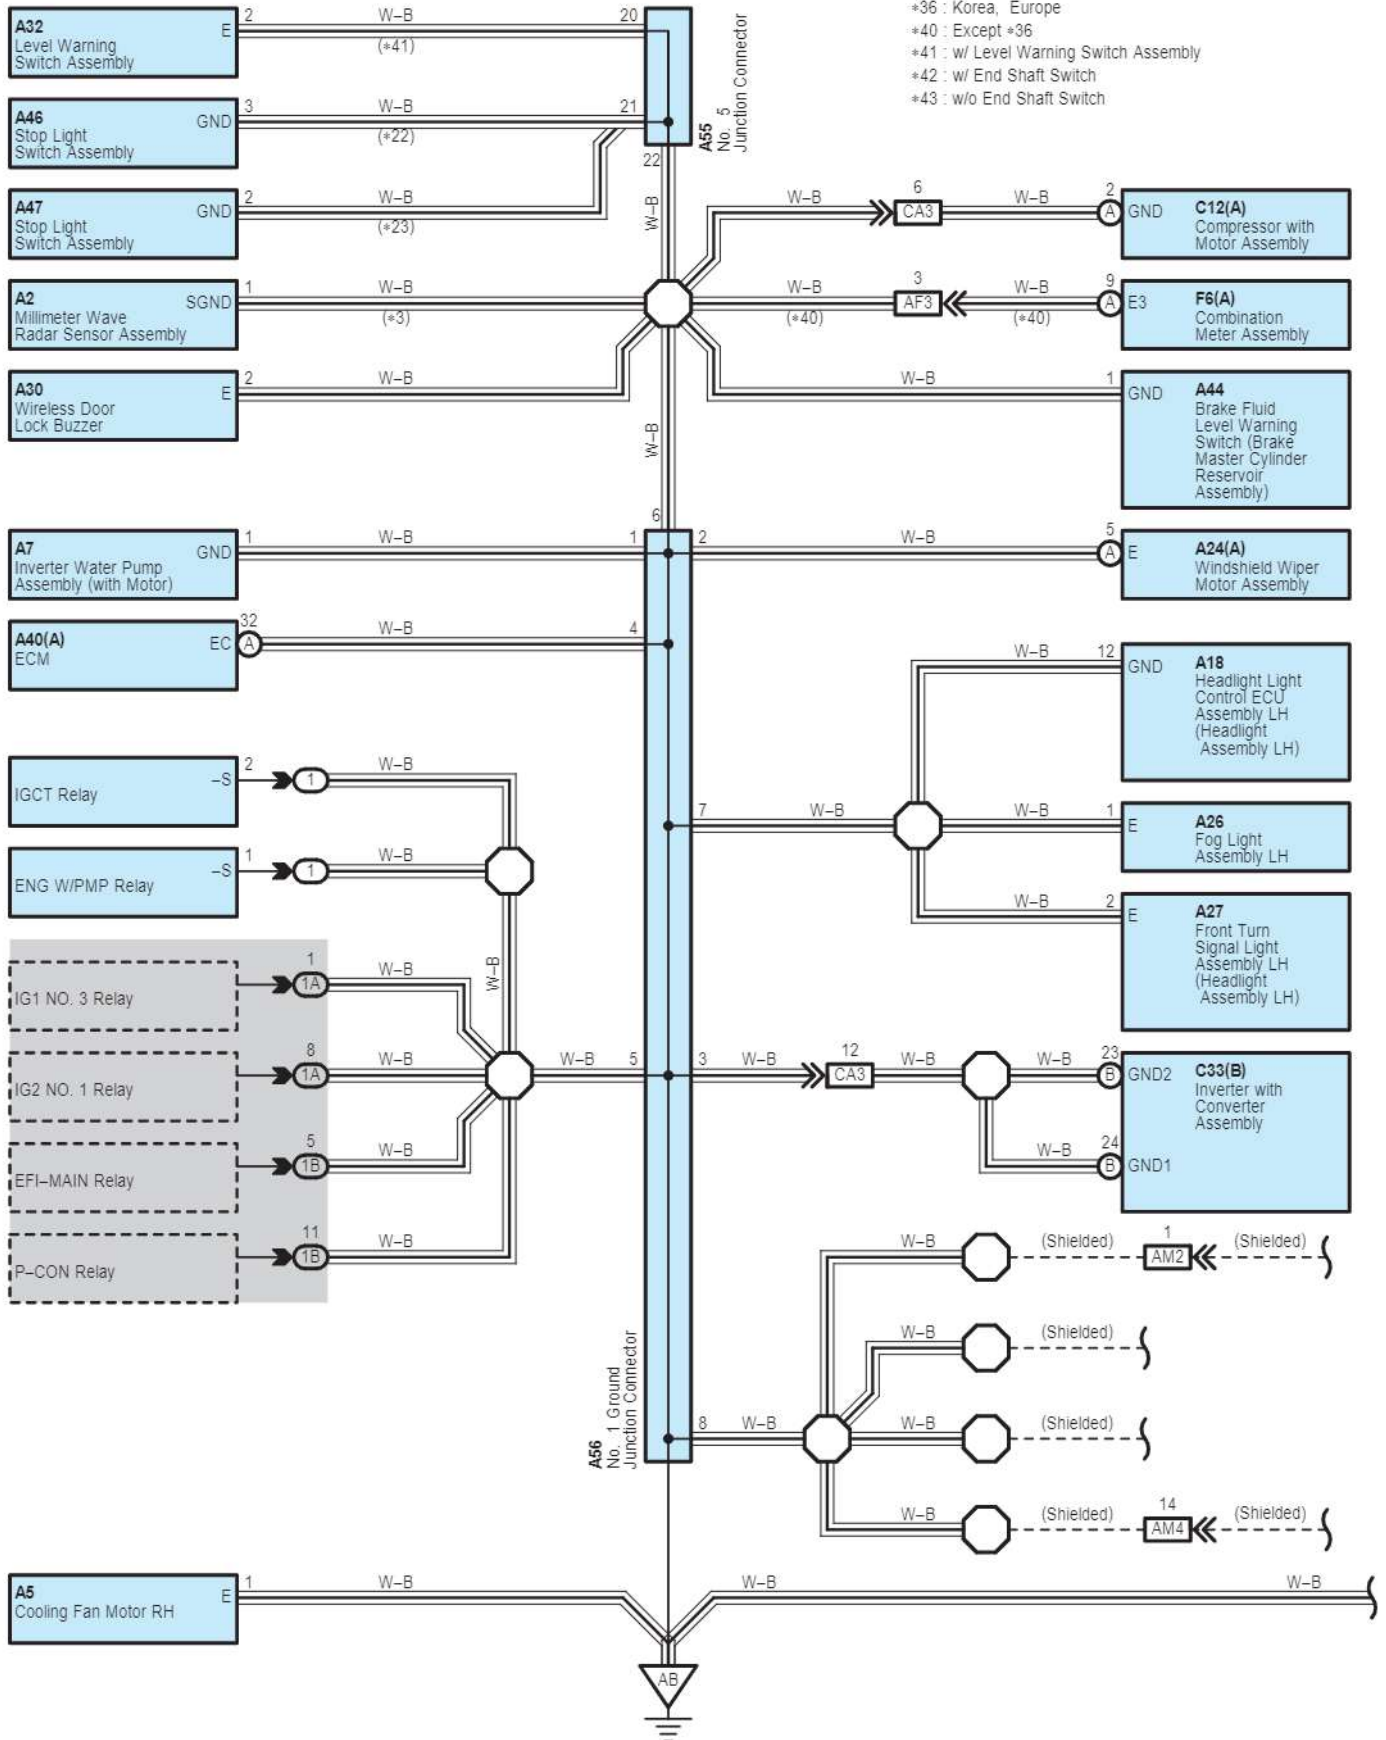 *36 : Korea, Europe
*40 : Except *36
*41 : w/ Level Warning Switch Assembly
*42 : w/ End Shaft Switch
*43 : w/o End Shaft Switch
A32
Level Warning
Switch Assembly
E
2
W–B
(*41)
20
A46
Stop Light
Switch Assembly
GND
3
W–B
(*22)
21
A55
No. 5
Junction Connector
22
W–B
A47
Stop Light
Switch Assembly
GND
2
W–B
(*23)
W–B
6
CA3
W–B
2
A
GND
C12(A)
Compressor with
Motor Assembly
A2
Millimeter Wave
Radar Sensor Assembly
SGND
1
W–B
(*3)
W–B
(*40)
3
AF3
W–B
(*40)
9
A
E3
F6(A)
Combination
Meter Assembly
A30
Wireless Door
Lock Buzzer
E
2
W–B
W–B
W–B
1
GND
A44
Brake Fluid
Level Warning
Switch (Brake
Master Cylinder
Reservoir
Assembly)
6
A7
Inverter Water Pump
Assembly (with Motor)
GND
1
W–B
1
2
W–B
5
A
E
A24(A)
Windshield Wiper
Motor Assembly
A40(A)
ECM
EC
32
A
W–B
4
W–B
12
GND
A18
Headlight Light
Control ECU
Assembly LH
(Headlight
Assembly LH)
IGCT Relay
–S
2
1
W–B
7
W–B
W–B
1
E
A26
Fog Light
Assembly LH
ENG W/PMP Relay
–S
1
1
W–B
W–B
W–B
2
E
A27
Front Turn
Signal Light
Assembly LH
(Headlight
Assembly LH)
IG1 NO. 3 Relay
1
1A
W–B
IG2 NO. 1 Relay
8
1A
W–B
W–B
5
3
W–B
12
CA3
W–B
W–B
23
B
GND2
C33(B)
Inverter with
Converter
Assembly
EFI–MAIN Relay
5
1B
W–B
W–B
24
B
GND1
P–CON Relay
11
1B
W–B
W–B
(Shielded)
1
AM2
(Shielded)
W–B
(Shielded)
A56
No. 1 Ground
Junction Connector
8
W–B
W–B
(Shielded)
W–B
(Shielded)
14
AM4
(Shielded)
A5
Cooling Fan Motor RH
E
1
W–B
W–B
W–B
AB